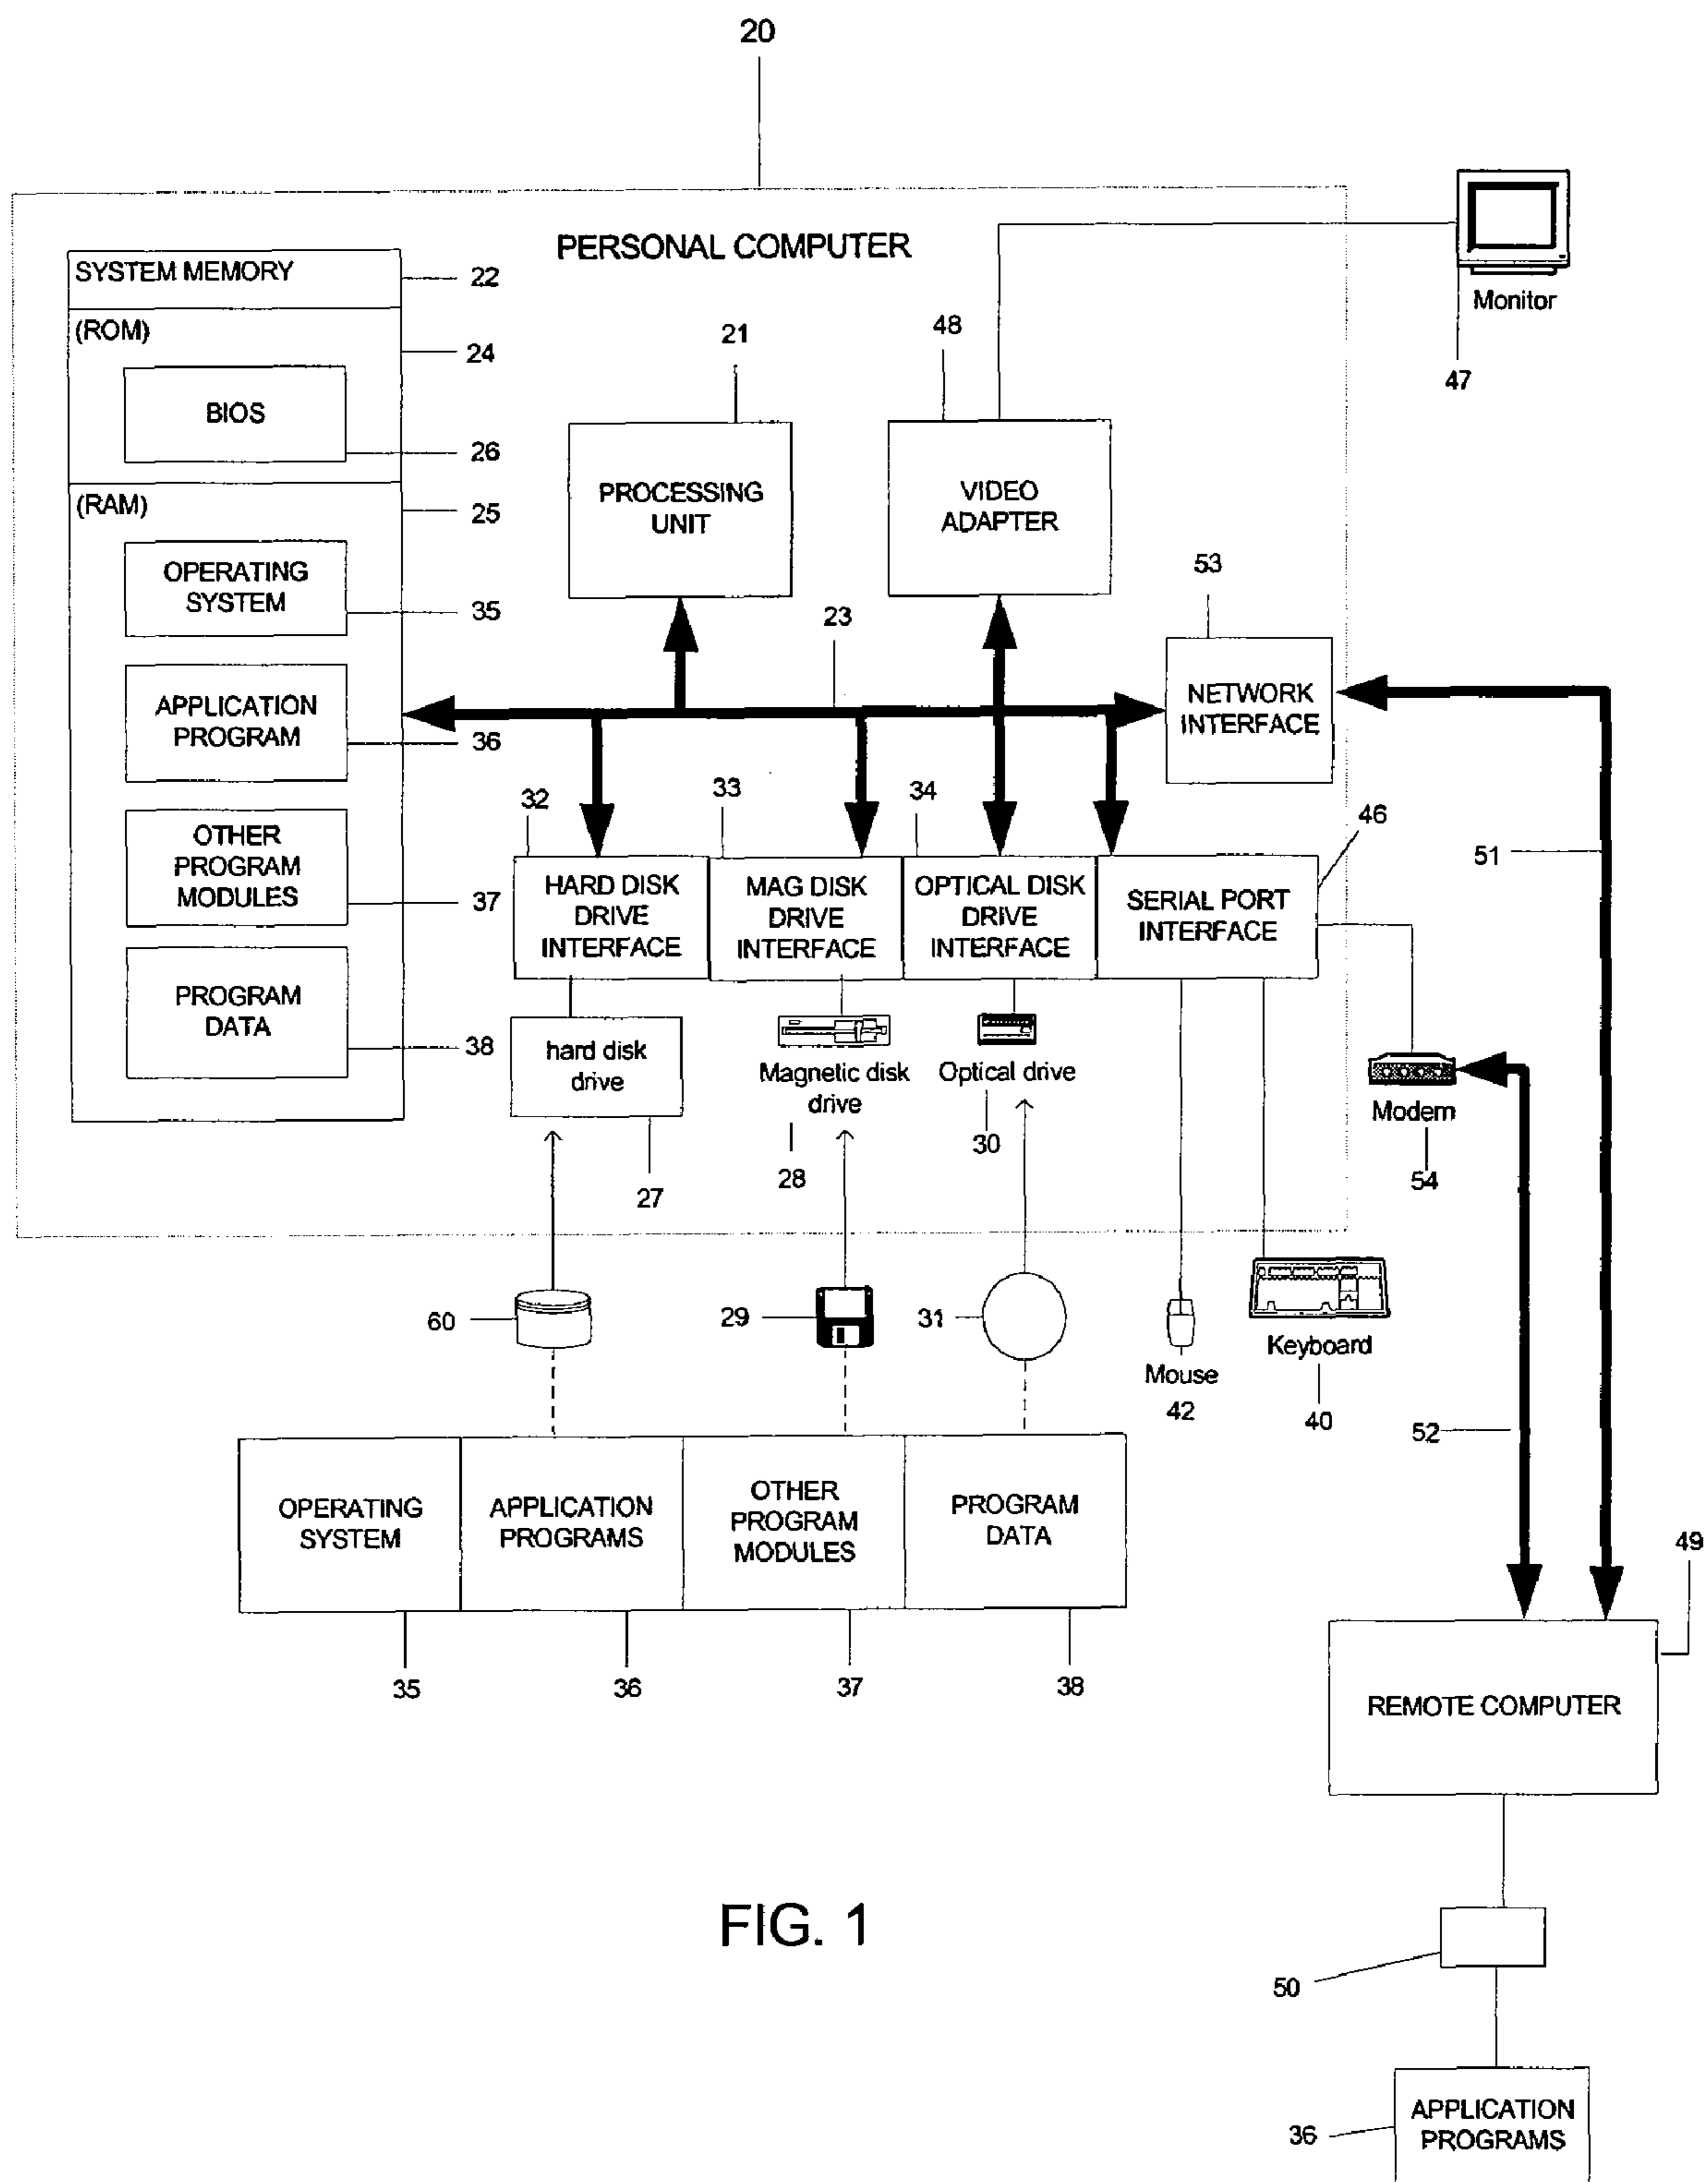 20
PERSONAL COMPUTER
SYSTEM MEMORY
22
(ROM)
24
BIOS
26
(RAM)
25
OPERATING
SYSTEM
35
APPLICATION
PROGRAM
36
OTHER
PROGRAM
MODULES
37
PROGRAM
DATA
38
21
PROCESSING
UNIT
48
VIDEO
ADAPTER
Monitor
47
23
53
NETWORK
INTERFACE
32
HARD DISK
DRIVE
INTERFACE
33
MAG DISK
DRIVE
INTERFACE
34
OPTICAL DISK
DRIVE
INTERFACE
46
SERIAL PORT
INTERFACE
51
hard disk
drive
27
Magnetic disk
drive
28
Optical drive
30
Modem
54
60
29
31
Mouse
42
Keyboard
40
52
OPERATING
SYSTEM
APPLICATION
PROGRAMS
OTHER
PROGRAM
MODULES
PROGRAM
DATA
35
36
37
38
49
REMOTE COMPUTER
FIG. 1
50
36
APPLICATION
PROGRAMS